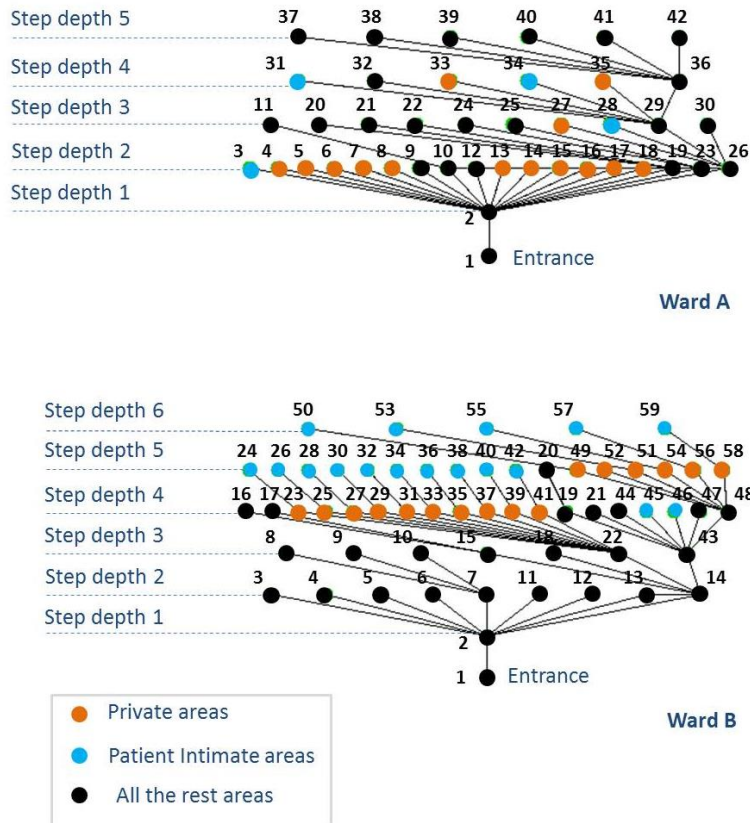 Step depth 5
37 38 39 40 41 42
Step depth 4
31 32 33 34 35 36
Step depth 3
11 20 21 22 24 25 27 28 29 30
Step depth 2
3 4 5 6 7 8 9 10 12 13 14 15 16 17 18 19 23 26
Step depth 1
2
1 Entrance
Ward A
Step depth 6
50 53 55 57 59
Step depth 5
24 26 28 30 32 34 36 38 40 42 20 49 52 51 54 56 58
Step depth 4
16 17 23 25 27 29 31 33 35 37 39 41 19 21 44 45 46 47 48
Step depth 3
8 9 10 15 18 22 43
Step depth 2
3 4 5 6 7 11 12 13 14
Step depth 1
2
1 Entrance
Ward B
Private areas
Patient Intimate areas
All the rest areas